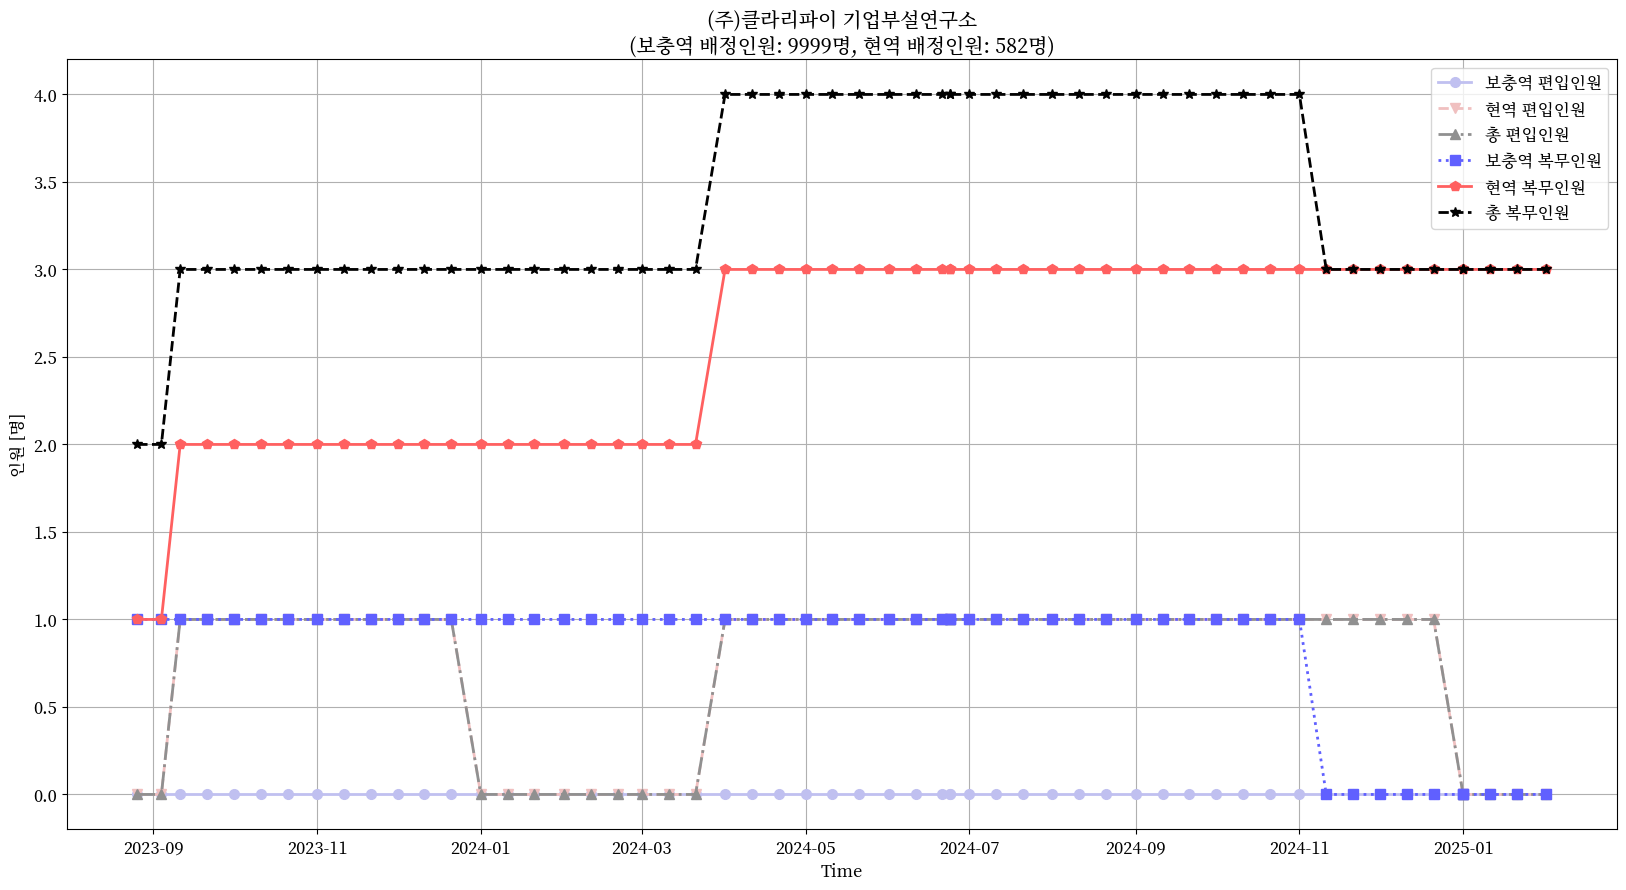 (주)클라리파이 기업부설연구소
(보충역 배정인원: 9999명, 현역 배정인원: 582명)
보충역 편입인원
현역 편입인원
총 편입인원
보충역 복무인원
현역 복무인원
총 복무인원
인원 [명]
4.0
3.5
3.0
2.5
2.0
1.5
1.0
0.5
0.0
2023-09
2023-11
2024-01
2024-03
2024-05
2024-07
2024-09
2024-11
2025-01
Time